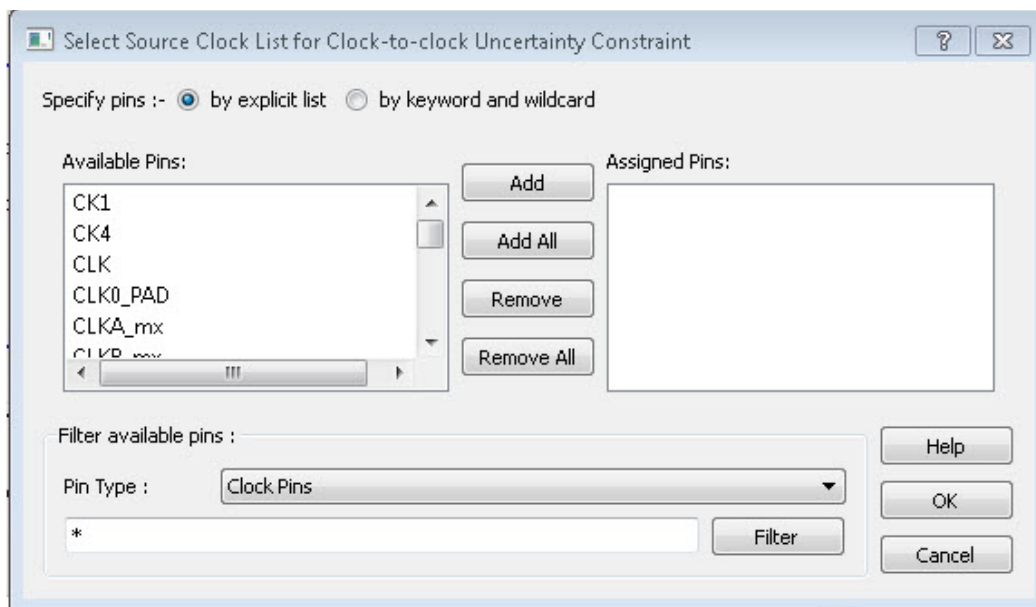 Select Source Clock List for Clock-to-clock Uncertainty Constraint
Specify pins :- by explicit list by keyword and wildcard
Available Pins:
CK1
CK4
CLK
CLK0_PAD
CLKA_mx
Add
Add All
Remove
Remove All
Assigned Pins:
Filter available pins :
Pin Type : Clock Pins
*
Filter
Help
OK
Cancel